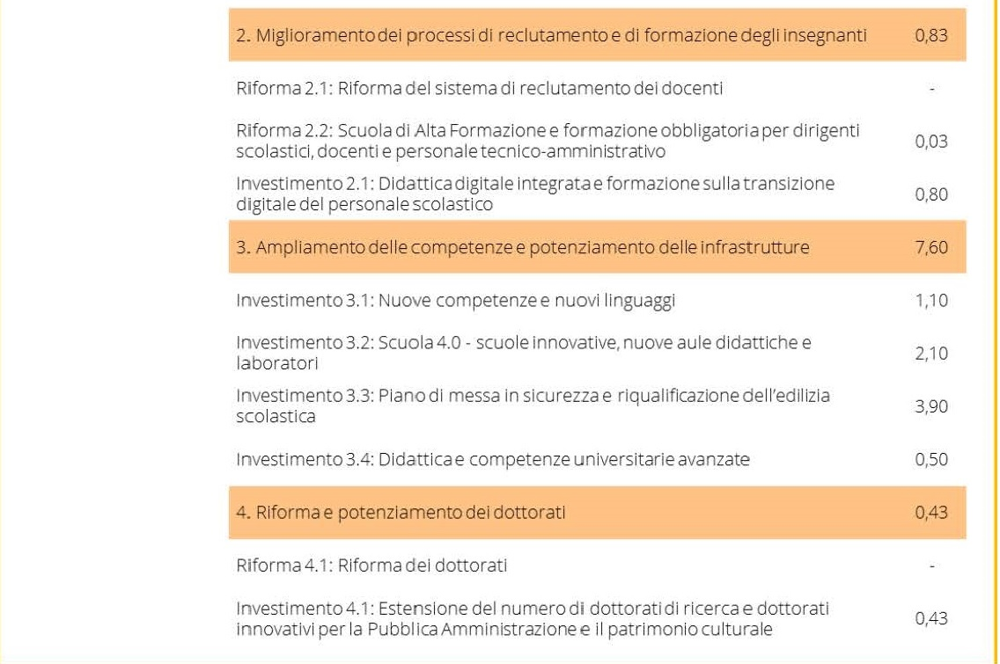 2. Miglioramento dei processi di reclutamento e di formazione degli insegnanti 0,83
Riforma 2.1: Riforma del sistema di reclutamento dei docenti -
Riforma 2.2: Scuola di Alta Formazione e formazione obbligatoria per dirigenti
scolastici, docenti e personale tecnico-amministrativo 0,03
Investimento 2.1: Didattica digitale integrata e formazione sulla transizione
digitale del personale scolastico 0,80
3. Ampliamento delle competenze e potenziamento delle infrastrutture 7,60
Investimento 3.1: Nuove competenze e nuovi linguaggi 1,10
Investimento 3.2: Scuola 4.0 - scuole innovative, nuove aule didattiche e
laboratori 2,10
Investimento 3.3: Piano di messa in sicurezza e riqualificazione dell’edilizia
scolastica 3,90
Investimento 3.4: Didattica e competenze universitarie avanzate 0,50
4. Riforma e potenziamento dei dottorati 0,43
Riforma 4.1: Riforma dei dottorati -
Investimento 4.1: Estensione del numero di dottorati di ricerca e dottorati
innovativi per la Pubblica Amministrazione e il patrimonio culturale 0,43